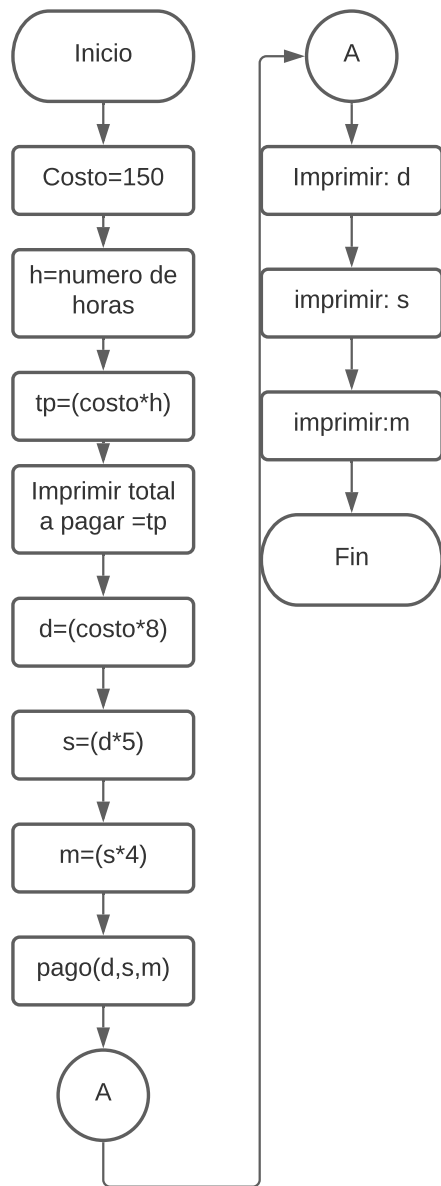 Inicio
Costo=150
h=numero de
horas
tp=(costo*h)
Imprimir total
a pagar =tp
d=(costo*8)
s=(d*5)
m=(s*4)
pago(d,s,m)
A
A
Imprimir: d
imprimir: s
imprimir:m
Fin